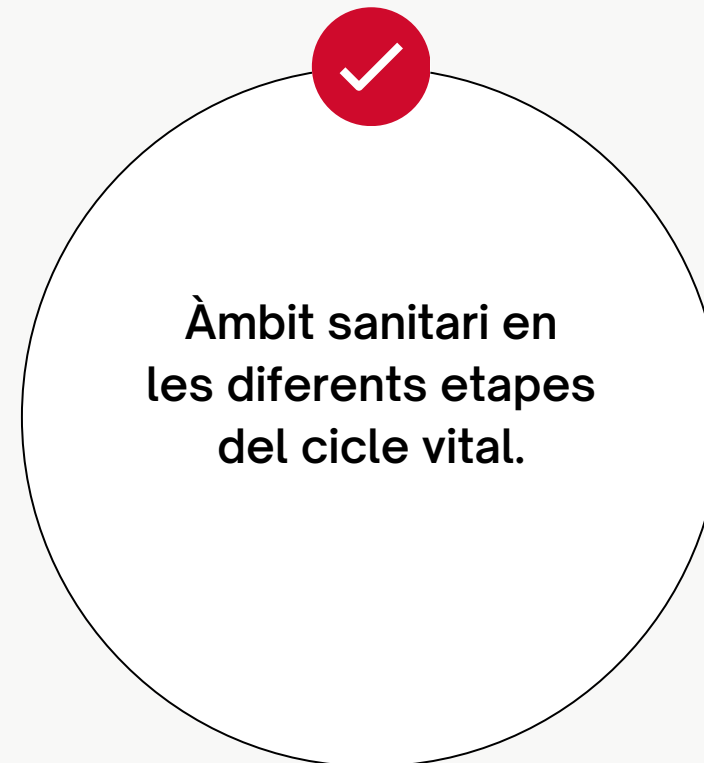 Àmbit sanitari en
les diferents etapes
del cicle vital.